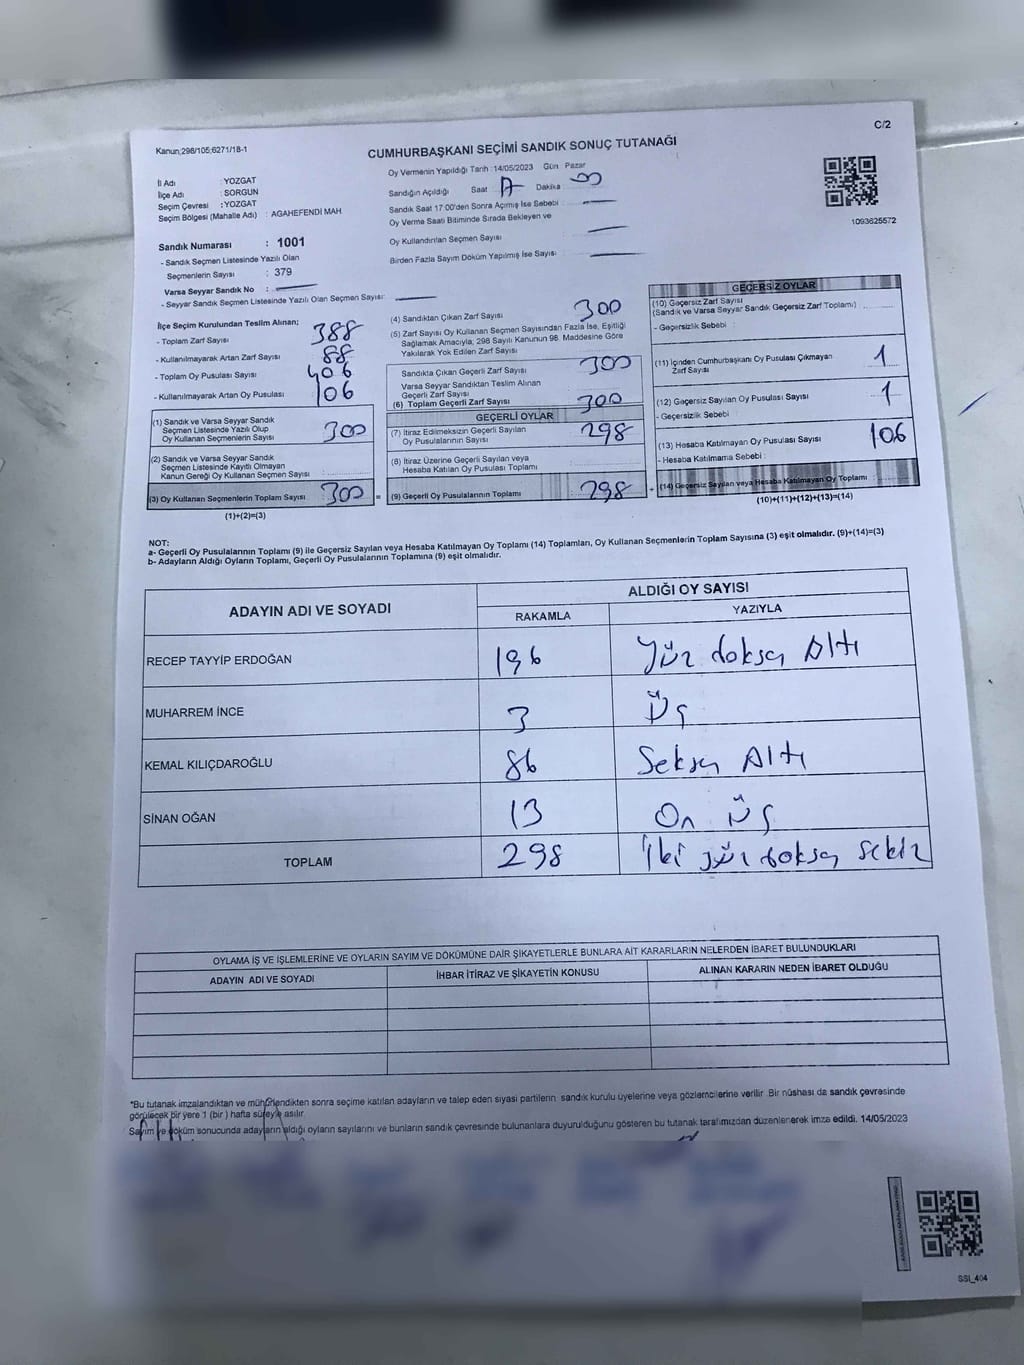 C/2
Kanun;298/105;6271/18-1
CUMHURBAŞKANI SEÇİMİ SANDIK SONUÇ TUTANAĞI
İl Adı : YOZGAT
İlçe Adı : SORGUN
Seçim Çevresi : YOZGAT
Seçim Bölgesi (Mahalle Adı) : AGAHEFENDİ MAH
Oy Vermenin Yapıldığı Tarih :14/05/2023 Gün Pazar
Sandığın Açıldığı Saat Dakika
Sandık Saat 17:00'den Sonra Açımış İse Sebebi :
Oy Verme Saati Bitiminde Sırada Bekleyen ve
Oy Kullandırılan Seçmen Sayısı
Birden Fazla Sayım Döküm Yapılmış İse Sayısı :
1093625572
Sandık Numarası : 1001
- Sandık Seçmen Listesinde Yazılı Olan
Seçmenlerin Sayısı : 379
Varsa Seyyar Sandık No :
- Seyyar Sandık Seçmen Listesinde Yazılı Olan Seçmen Sayısı:
İlçe Seçim Kurulundan Teslim Alınan;
- Toplam Zarf Sayısı 388
- Kullanılmayarak Artan Zarf Sayısı 88
- Toplam Oy Pusulası Sayısı 406
- Kullanılmayarak Artan Oy Pusulası 106
(1) Sandık ve Varsa Seyyar Sandık
Seçmen Listesinde Yazılı Olup
Oy Kullanan Seçmenlerin Sayısı 300
(2) Sandık ve Varsa Seyyar Sandık
Seçmen Listesinde Kayıtlı Olmayan
Kanun Gereği Oy Kullanan Seçmen Sayısı
(3) Oy Kullanan Seçmenlerin Toplam Sayısı 300 =
(1)+(2)=(3)
(4) Sandıktan Çıkan Zarf Sayısı 300
(5) Zarf Sayısı Oy Kullanan Seçmen Sayısından Fazla İse, Eşitliği
Sağlamak Amacıyla, 298 Sayılı Kanunun 98. Maddesine Göre
Yakılarak Yok Edilen Zarf Sayısı
Sandıkta Çıkan Geçerli Zarf Sayısı 300
Varsa Seyyar Sandıktan Teslim Alınan
Geçerli Zarf Sayısı
(6) Toplam Geçerli Zarf Sayısı 300
GEÇERLİ OYLAR
(7) İtiraz Edilmeksizin Geçerli Sayılan
Oy Pusulalarının Sayısı 298
(8) İtiraz Üzerine Geçerli Sayılan veya
Hesaba Katılan Oy Pusulası Toplamı
(9) Geçerli Oy Pusulalarının Toplamı 298 +
GEÇERSİZ OYLAR
(10) Geçersiz Zarf Sayısı
(Sandık ve Varsa Seyyar Sandık Geçersiz Zarf Toplamı)
- Geçersizlik Sebebi :
(11) İçinden Cumhurbaşkanı Oy Pusulası Çıkmayan
Zarf Sayısı 1
(12) Geçersiz Sayılan Oy Pusulası Sayısı 1
- Geçersizlik Sebebi
(13) Hesaba Katılmayan Oy Pusulası Sayısı 106
- Hesaba Katılmama Sebebi :
(14) Geçersiz Sayılan veya Hesaba Katılmayan Oy Toplamı
(10)+(11)+(12)+(13)=(14)
NOT:
a- Geçerli Oy Pusulalarının Toplamı (9) ile Geçersiz Sayılan veya Hesaba Katılmayan Oy Toplamı (14) Toplamları, Oy Kullanan Seçmenlerin Toplam Sayısına (3) eşit olmalıdır. (9)+(14)=(3)
b- Adayların Aldığı Oyların Toplamı, Geçerli Oy Pusulalarının Toplamına (9) eşit olmalıdır.
ADAYIN ADI VE SOYADI
ALDIĞI OY SAYISI
RAKAMLA YAZIYLA
RECEP TAYYİP ERDOĞAN 196 Yüz doksan Altı
MUHARREM İNCE 3 Üç
KEMAL KILIÇDAROĞLU 86 Seksen Altı
SİNAN OĞAN 13 On Üç
TOPLAM 298 İki yüz doksan sekiz
OYLAMA İŞ VE İŞLEMLERİNE VE OYLARIN SAYIM VE DÖKÜMÜNE DAİR ŞİKAYETLERLE BUNLARA AİT KARARLARIN NELERDEN İBARET BULUNDUKLARI
ADAYIN ADI VE SOYADI İHBAR İTİRAZ VE ŞİKAYETİN KONUSU ALINAN KARARIN NEDEN İBARET OLDUĞU
*Bu tutanak imzalandıktan ve mühürlendikten sonra seçime katılan adayların ve talep eden siyasi partilerin sandık kurulu üyelerine veya gözlemcilerine verilir. Bir nüshası da sandık çevresinde
görülecek bir yere 1 (bir) hafta süreyle asılır.
Sayım ve döküm sonucunda adayların aldığı oyların sayılarını ve bunların sandık çevresinde bulunanlara duyurulduğunu gösteren bu tutanak tarafımızdan düzenlenerek imza edildi. 14/05/2023
SSI_404